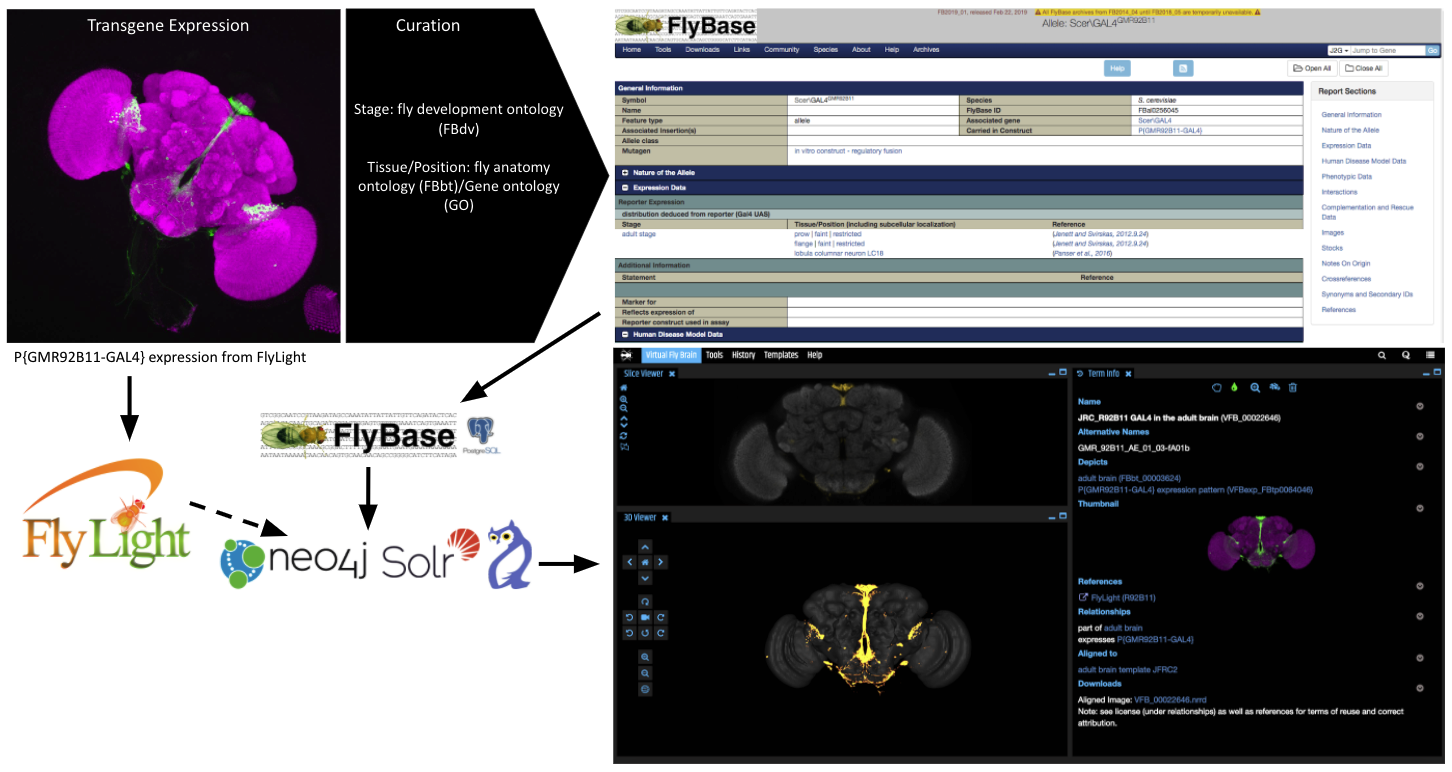 Transgene Expression
Curation
Stage: fly development ontology
(FBdv)
Tissue/Position: fly anatomy
ontology (FBbt)/Gene ontology
(GO)
P{GMR92B11-GAL4} expression from FlyLight
FlyBase
FB2019_01, released Feb 22, 2019
All FlyBase archives from FB2014_04 until FB2018_05 are temporarily unavailable.
Allele: Scer\GAL4GMR92B11
Home Tools Downloads Links Community Species About Help Archives
J2G Jump to Gene Go
Help
Open All Close All
General Information
Symbol Scer\GAL4GMR92B11 Species S. cerevisiae
Name FlyBase ID FBal0256045
Feature type allele Associated gene Scer\GAL4
Associated Insertion(s) Carried in Construct P{GMR92B11-GAL4}
Allele class
Mutagen in vitro construct - regulatory fusion
Nature of the Allele
Expression Data
Reporter Expression
distribution deduced from reporter (Gal4 UAS)
Stage Tissue/Position (including subcellular localization) Reference
adult stage prow | faint | restricted (Jenett and Svirskas, 2012.9.24)
flange | faint | restricted (Jenett and Svirskas, 2012.9.24)
lobula columnar neuron LC18 (Panser et al., 2016)
Additional Information
Statement Reference
Marker for
Reflects expression of
Reporter construct used in assay
Human Disease Model Data
Report Sections
General Information
Nature of the Allele
Expression Data
Human Disease Model Data
Phenotypic Data
Interactions
Complementation and Rescue
Data
Images
Stocks
Notes On Origin
Crossreferences
Synonyms and Secondary IDs
References
FlyBase
PostgreSQL
Fly Light
neo4j Solr
Virtual Fly Brain Tools History Templates Help
Slice Viewer
3D Viewer
Term Info
Name
JRC_R92B11 GAL4 in the adult brain (VFB_00022646)
Alternative Names
GMR_92B11_AE_01_03-fA01b
Depicts
adult brain (FBbt_00003624)
P{GMR92B11-GAL4} expression pattern (VFBexp_FBtp0064046)
Thumbnail
References
FlyLight (R92B11)
Relationships
part of adult brain
expresses P{GMR92B11-GAL4}
Aligned to
adult brain template JFRC2
Downloads
Aligned Image: VFB_00022646.nrrd
Note: see license (under relationships) as well as references for terms of reuse and correct
attribution.